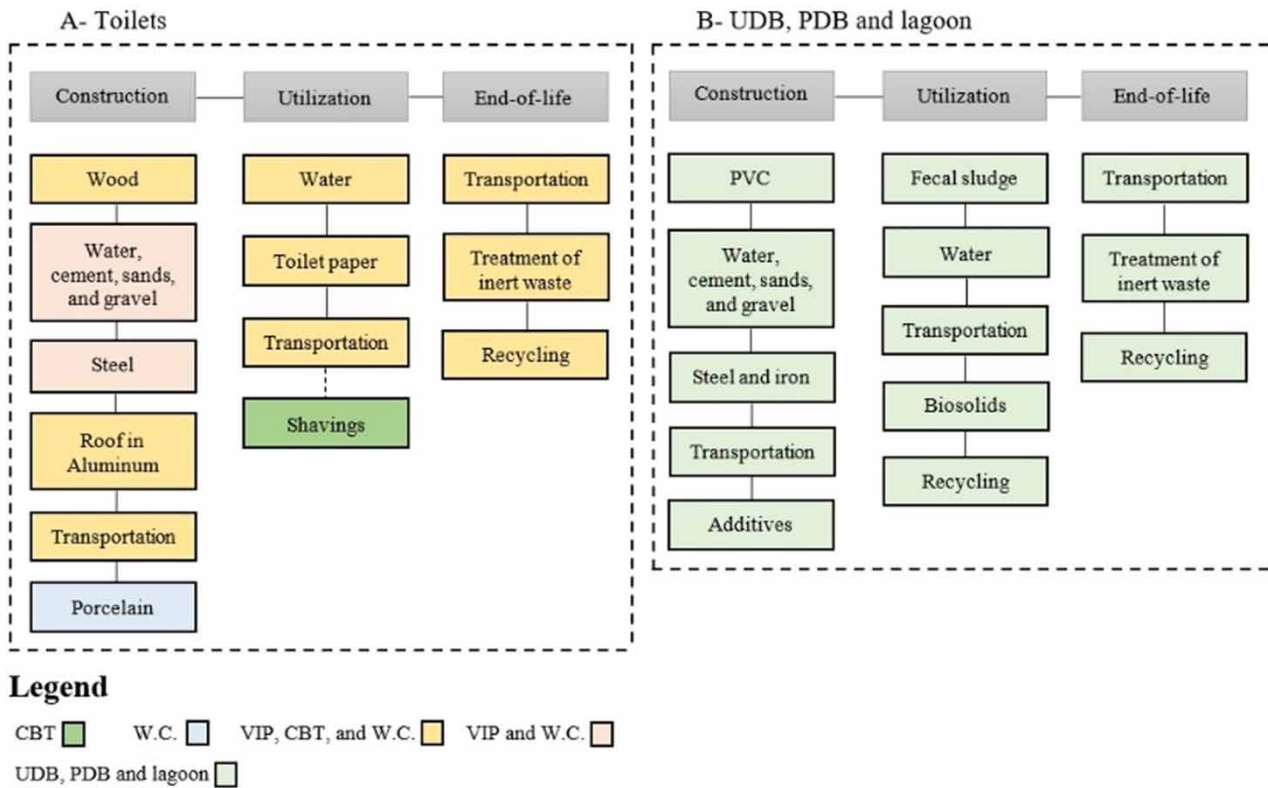 A- Toilets
Construction
Utilization
End-of-life
Wood
Water,
cement, sands,
and gravel
Steel
Roof in
Aluminum
Transportation
Porcelain
Water
Toilet paper
Transportation
Shavings
Transportation
Treatment of
inert waste
Recycling
B- UDB, PDB and lagoon
Construction
Utilization
End-of-life
PVC
Water,
cement, sands,
and gravel
Steel and iron
Transportation
Additives
Fecal sludge
Water
Transportation
Biosolids
Recycling
Transportation
Treatment of
inert waste
Recycling
Legend
CBT
W.C.
VIP, CBT, and W.C.
VIP and W.C.
UDB, PDB and lagoon